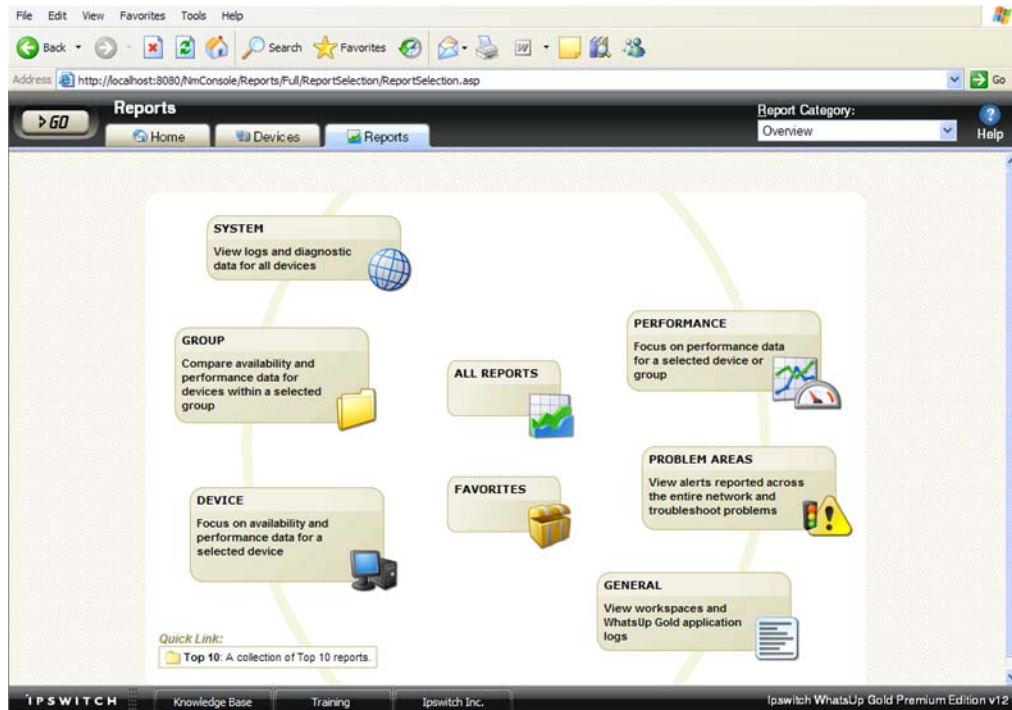 File Edit View Favorites Tools Help
Back Search Favorites
Address http://localhost:8080/NmConsole/Reports/Full/ReportSelection/ReportSelection.asp Go
> GO
Reports
Home Devices Reports
Report Category:
Overview
Help
SYSTEM
View logs and diagnostic
data for all devices
GROUP
Compare availability and
performance data for
devices within a selected
group
DEVICE
Focus on availability and
performance data for a
selected device
ALL REPORTS
FAVORITES
PERFORMANCE
Focus on performance data
for a selected device or
group
PROBLEM AREAS
View alerts reported across
the entire network and
troubleshoot problems
GENERAL
View workspaces and
WhatsUp Gold application
logs
Quick Link:
Top 10: A collection of Top 10 reports.
IPSWITCH Knowledge Base Training Ipswitch Inc. Ipswitch WhatsUp Gold Premium Edition v12